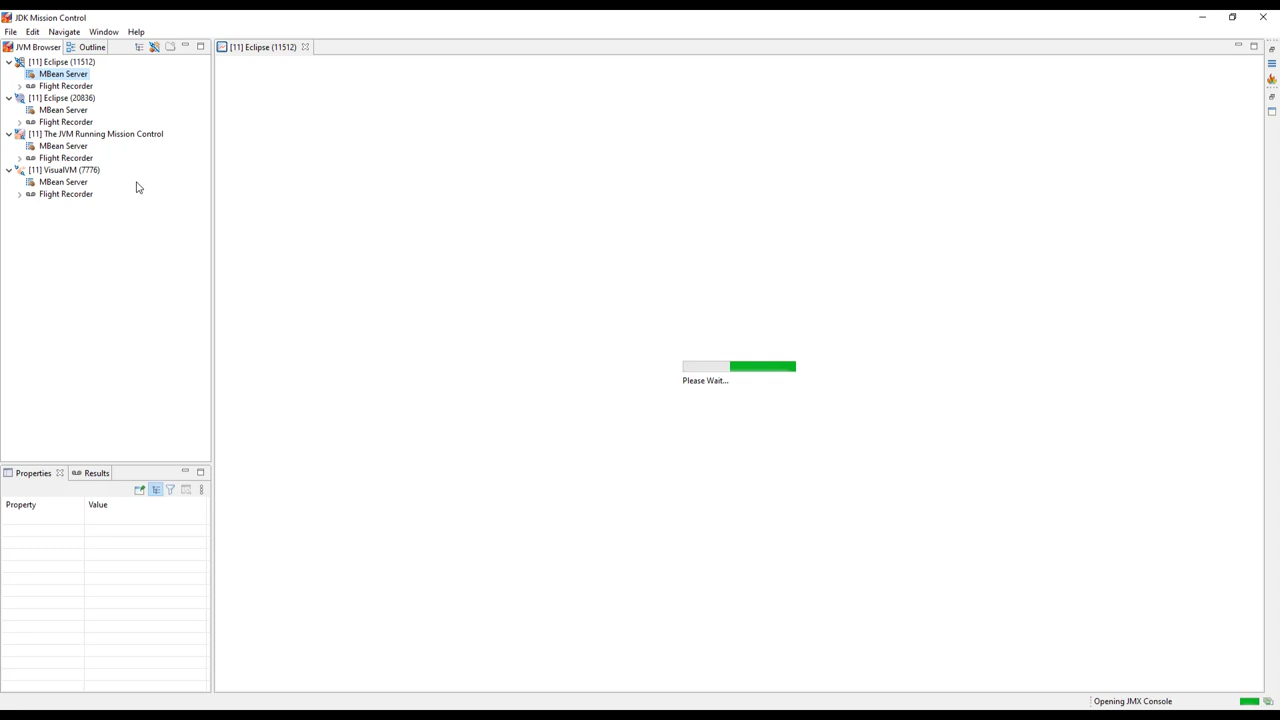 JDK Mission Control
File Edit Navigate Window Help
JVM Browser Outline
[11] Eclipse (11512)
[11] Eclipse (11512)
MBean Server
Flight Recorder
[11] Eclipse (20836)
MBean Server
Flight Recorder
[11] The JVM Running Mission Control
MBean Server
Flight Recorder
[11] VisualVM (7776)
MBean Server
Flight Recorder
Please Wait...
Properties Results
Property Value
Opening JMX Console